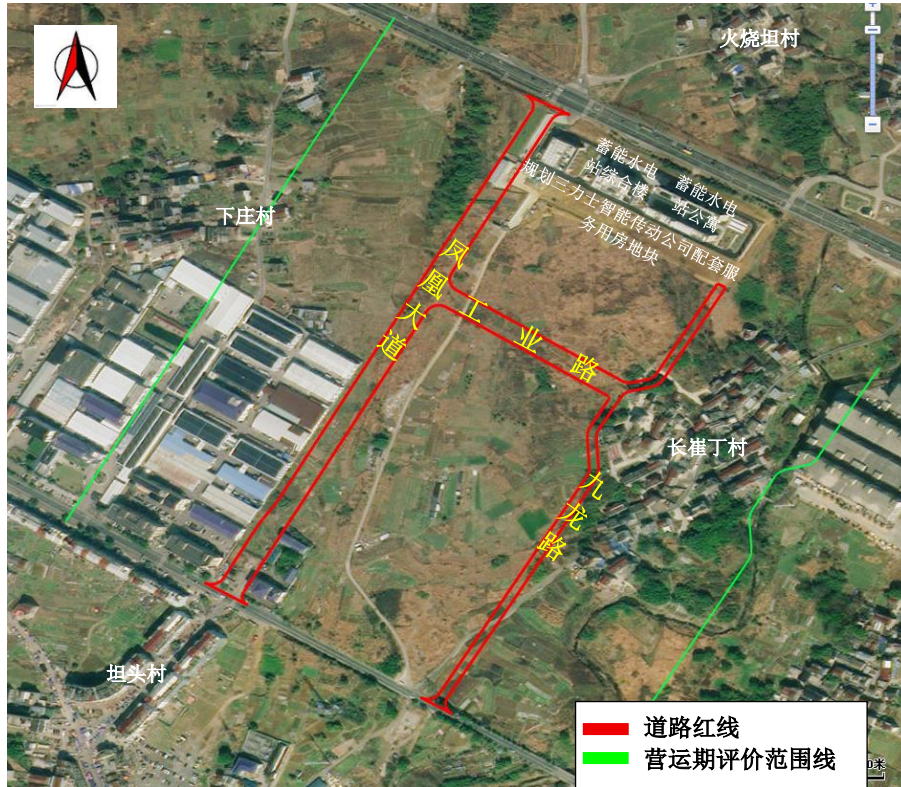 火烧坦村
蓄能水电
站综合楼
蓄能水电
站公寓
规划三力士智能传动公司配套服
务用房地块
下庄村
凤凰大道
工业路
长崔丁村
九龙路
坦头村
道路红线
营运期评价范围线